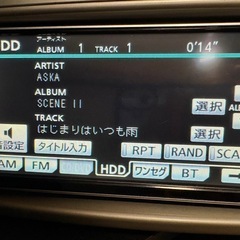 HDD
アーティスト
ALBUM 1 TRACK 1 0'14"
ARTIST
ASKA
ALBUM
SCENE II
選択
TRACK
はじまりはいつも雨
選択
音設定
タイトル入力
RPT
RAND
SCA
AM
FM
HDD
ワンセグ
BT